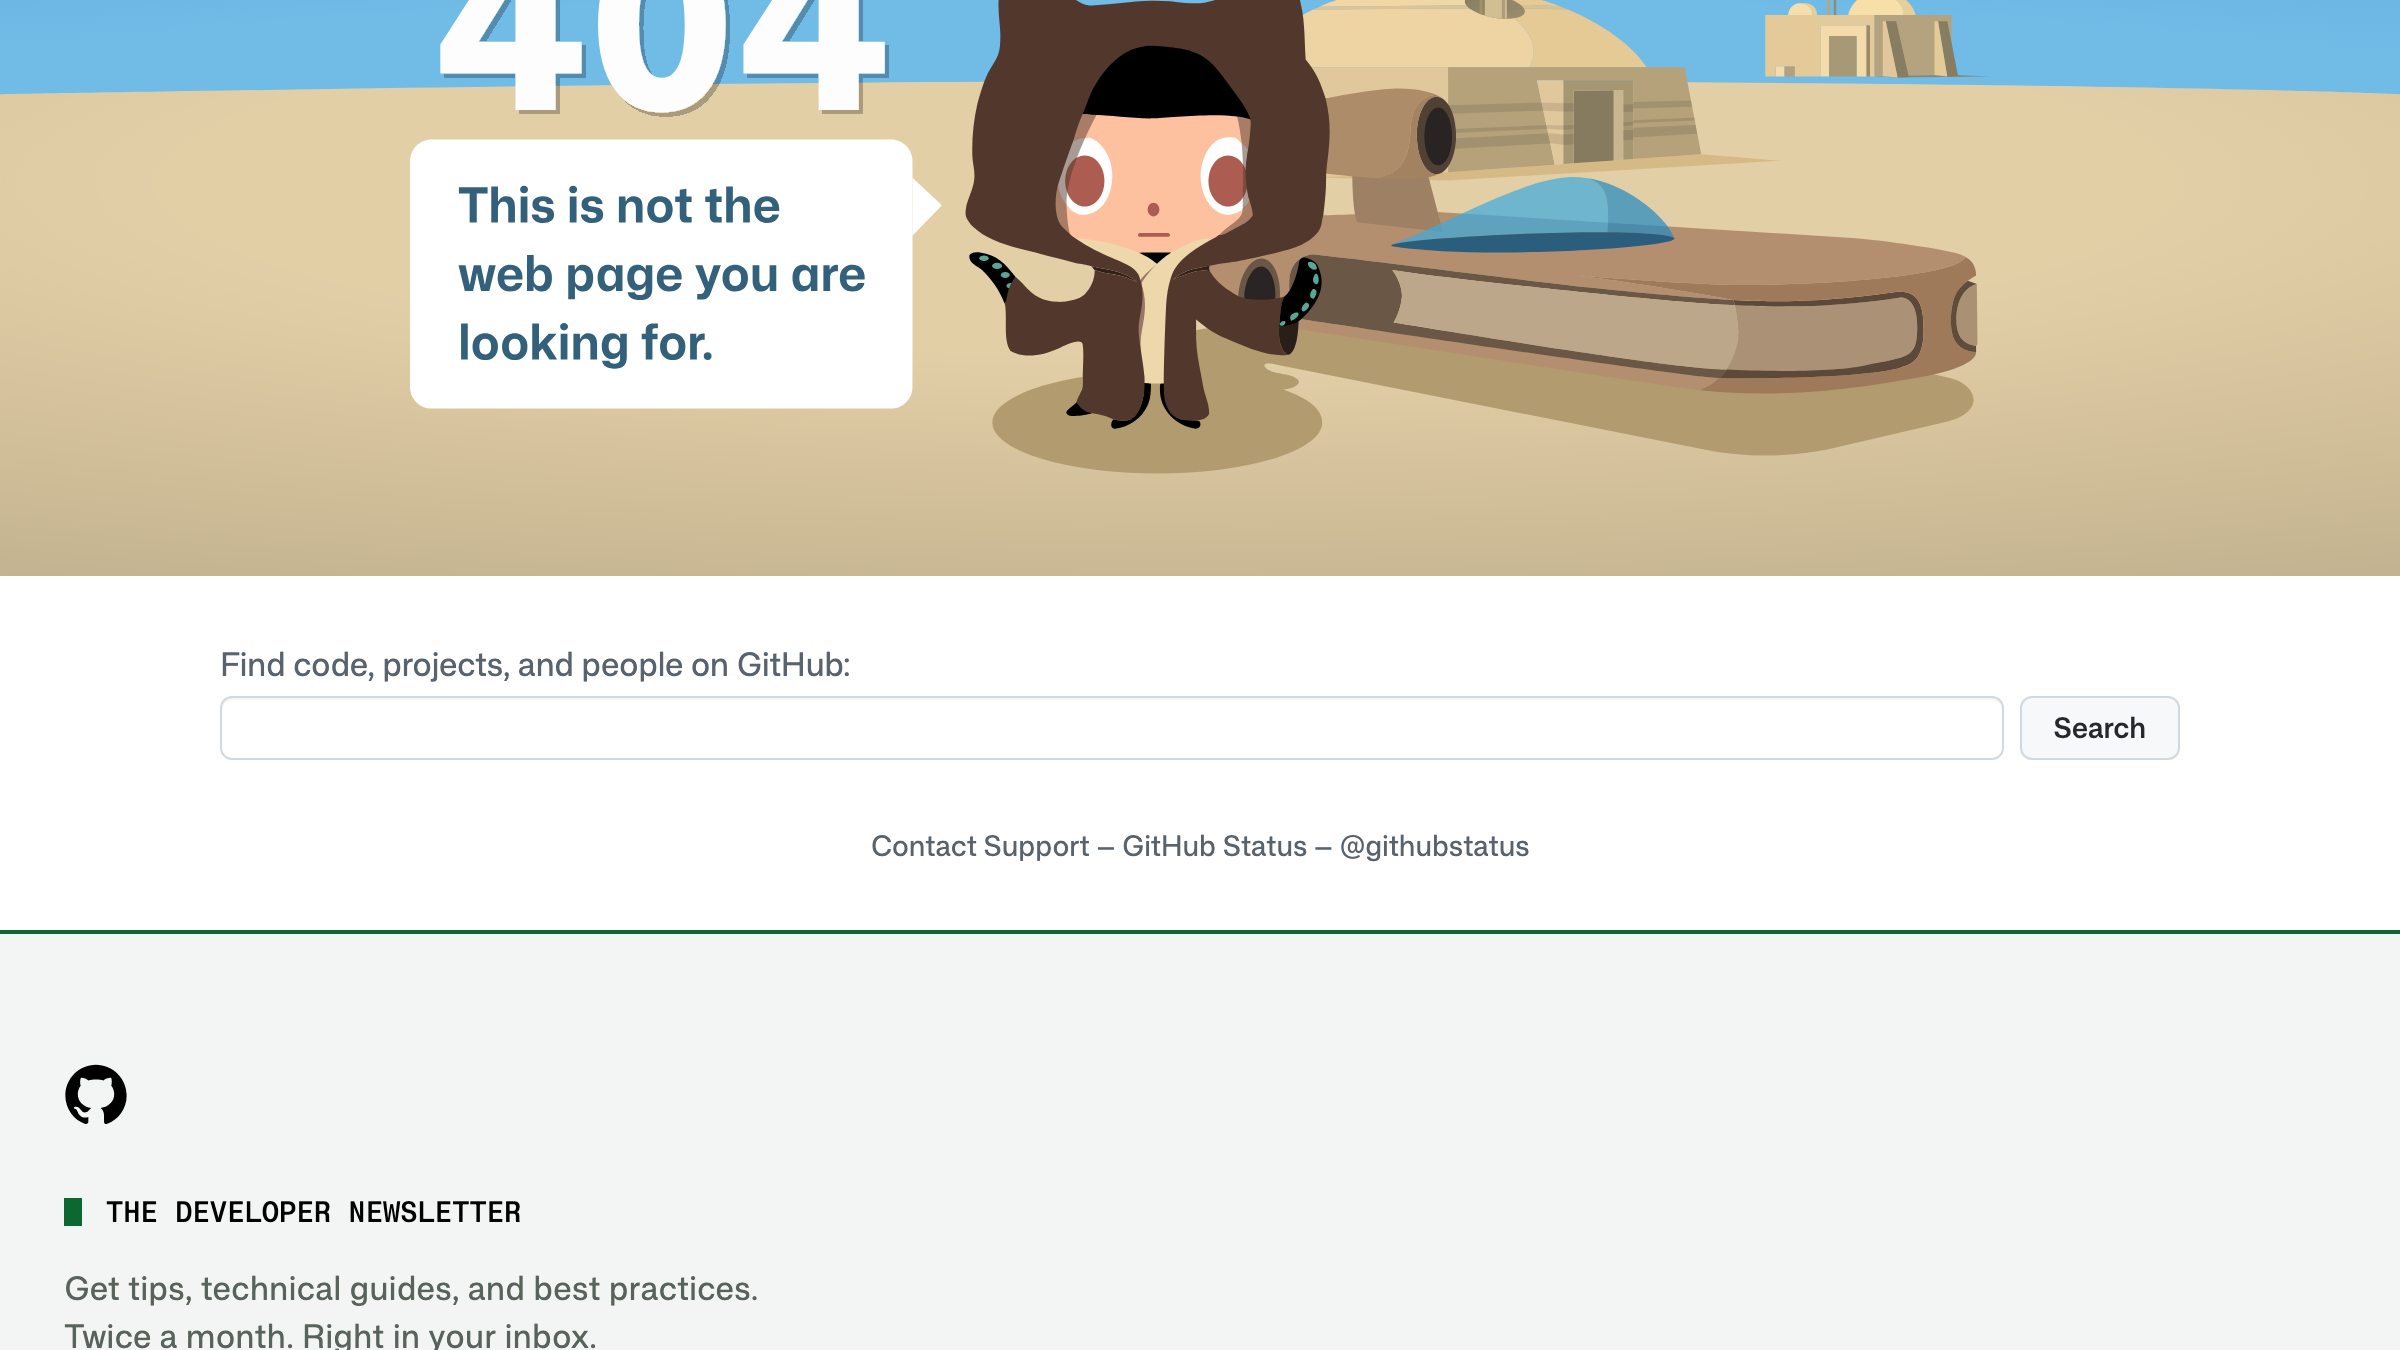 404
This is not the
web page you are
looking for.
Find code, projects, and people on GitHub:
Search
Contact Support — GitHub Status — @githubstatus
THE DEVELOPER NEWSLETTER
Get tips, technical guides, and best practices.
Twice a month. Right in your inbox.